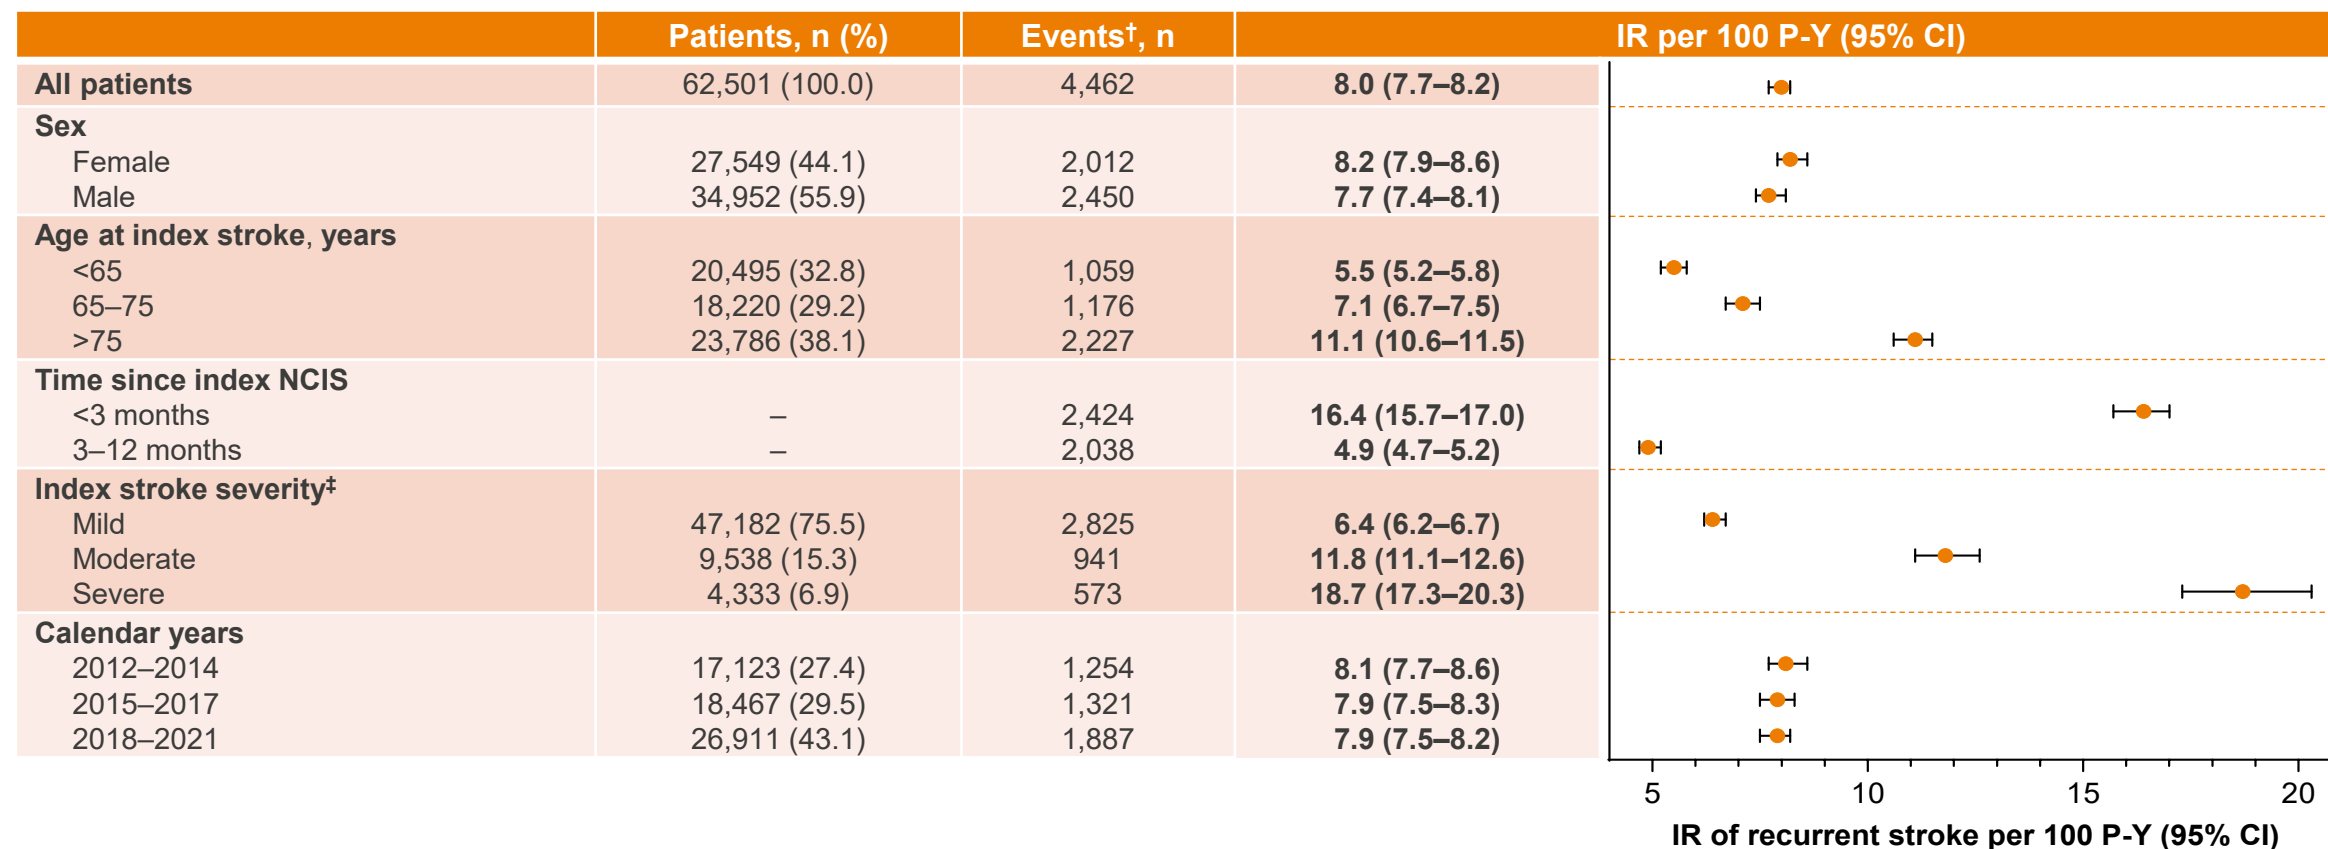 Patients, n (%) Events†, n IR per 100 P-Y (95% CI)
All patients 62,501 (100.0) 4,462 8.0 (7.7–8.2)
Sex
Female 27,549 (44.1) 2,012 8.2 (7.9–8.6)
Male 34,952 (55.9) 2,450 7.7 (7.4–8.1)
Age at index stroke, years
<65 20,495 (32.8) 1,059 5.5 (5.2–5.8)
65–75 18,220 (29.2) 1,176 7.1 (6.7–7.5)
>75 23,786 (38.1) 2,227 11.1 (10.6–11.5)
Time since index NCIS
<3 months – 2,424 16.4 (15.7–17.0)
3–12 months – 2,038 4.9 (4.7–5.2)
Index stroke severity‡
Mild 47,182 (75.5) 2,825 6.4 (6.2–6.7)
Moderate 9,538 (15.3) 941 11.8 (11.1–12.6)
Severe 4,333 (6.9) 573 18.7 (17.3–20.3)
Calendar years
2012–2014 17,123 (27.4) 1,254 8.1 (7.7–8.6)
2015–2017 18,467 (29.5) 1,321 7.9 (7.5–8.3)
2018–2021 26,911 (43.1) 1,887 7.9 (7.5–8.2)
5 10 15 20
IR of recurrent stroke per 100 P-Y (95% CI)